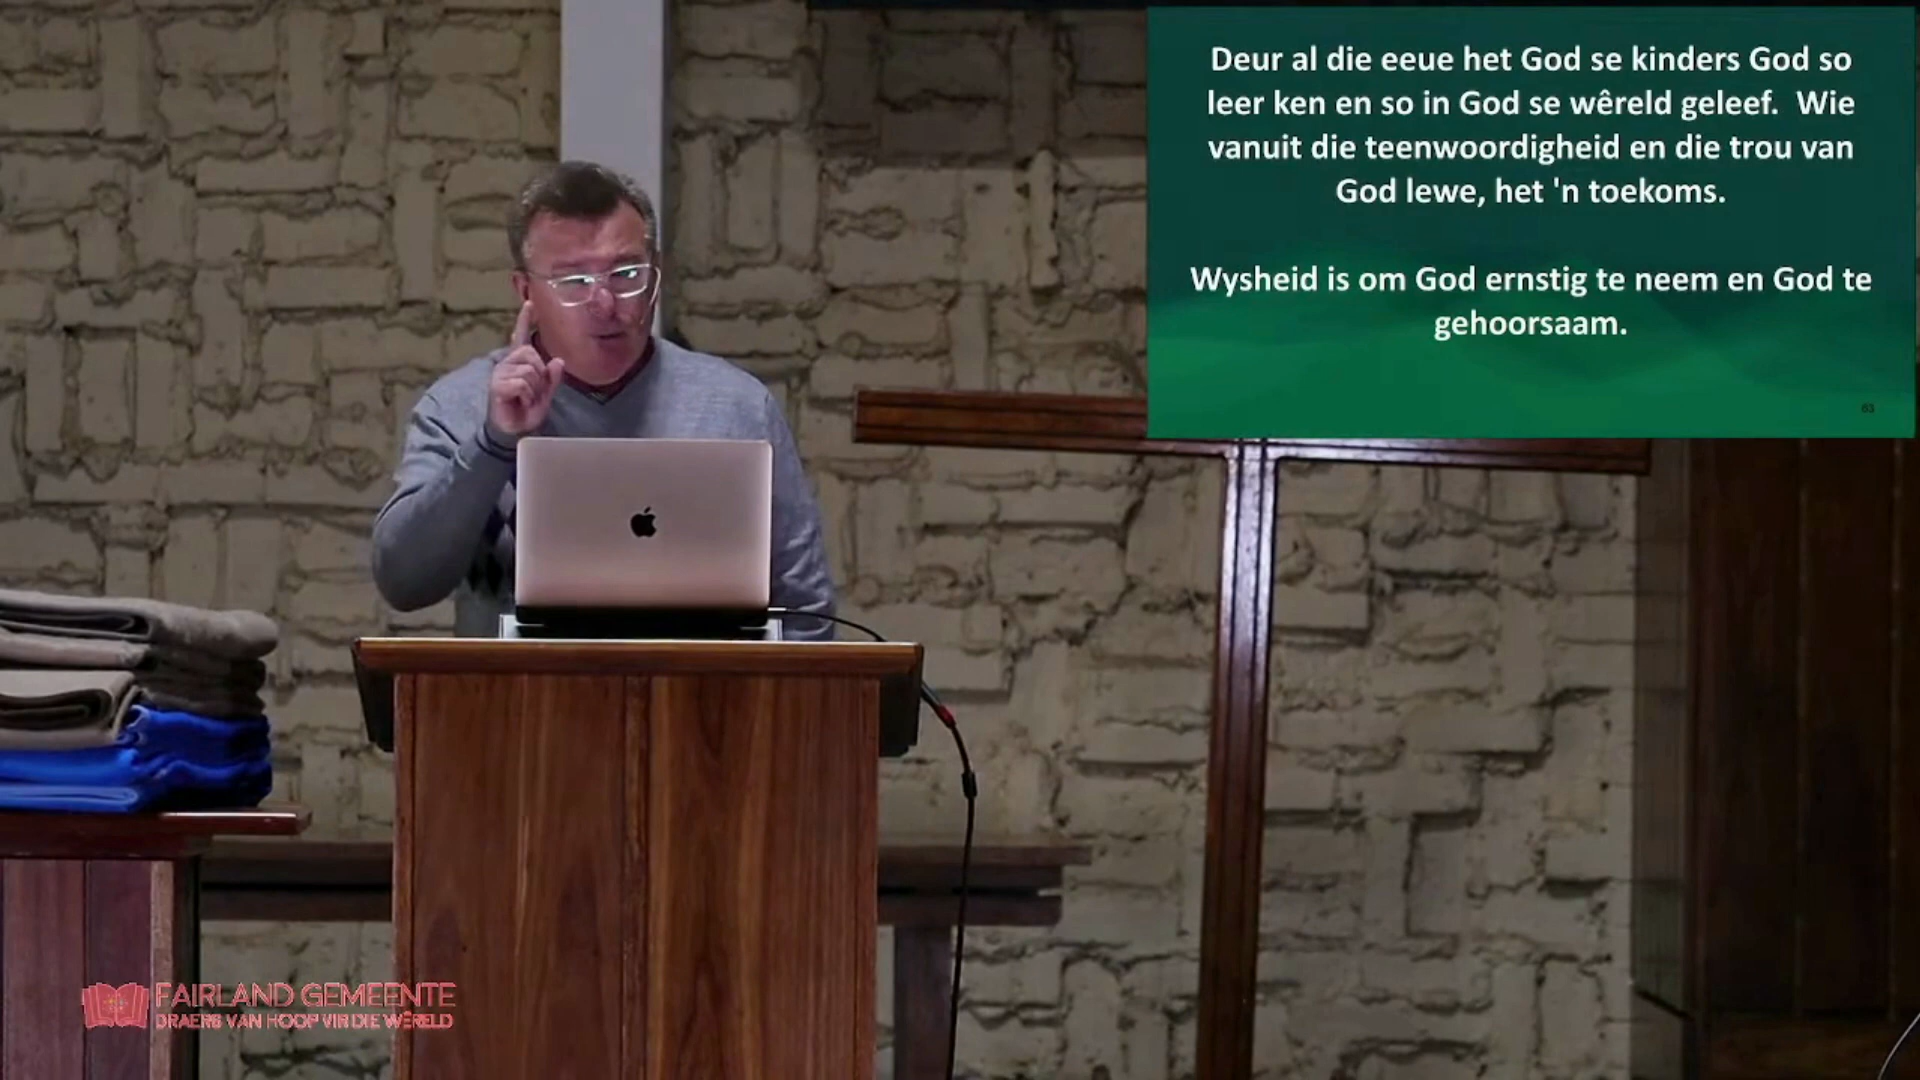 Deur al die eeue het God se kinders God so
leer ken en so in God se wêreld geleef. Wie
vanuit die teenwoordigheid en die trou van
God lewe, het 'n toekoms.
Wysheid is om God ernstig te neem en God te
gehoorsaam.
63
FAIRLAND GEMEENTE
DRAERS VAN HOOP VIR DIE WÊRELD